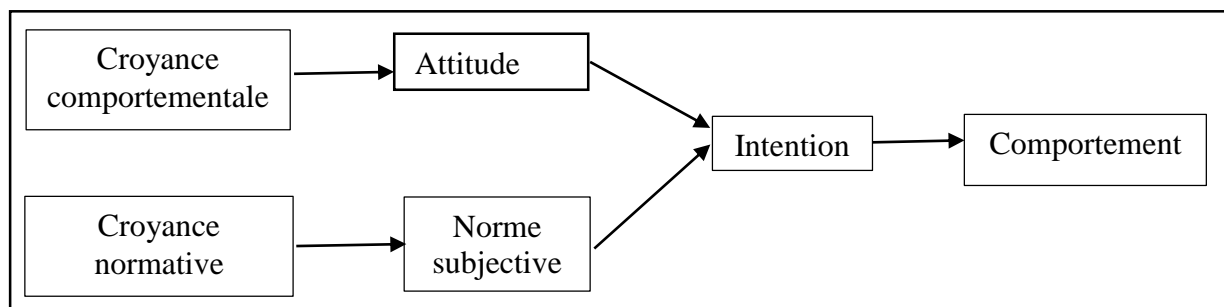 Croyance
comportementale
Attitude
Intention
Comportement
Croyance
normative
Norme
subjective